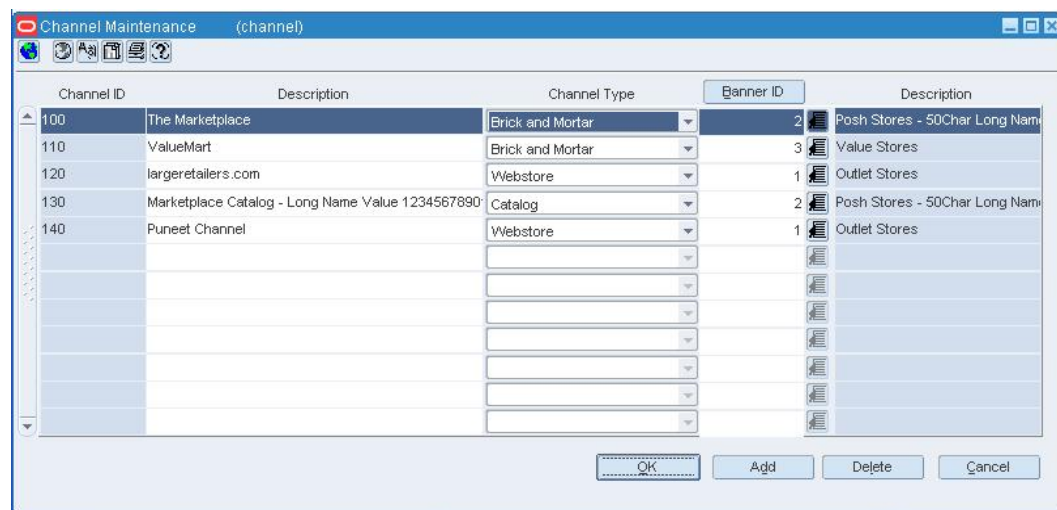 Channel Maintenance (channel)
Channel ID Description Channel Type Banner ID Description
100 The Marketplace Brick and Mortar 2 Posh Stores - 50Char Long Nam
110 ValueMart Brick and Mortar 3 Value Stores
120 largeretailers.com Webstore 1 Outlet Stores
130 Marketplace Catalog - Long Name Value 1234567890 Catalog 2 Posh Stores - 50Char Long Nam
140 Puneet Channel Webstore 1 Outlet Stores
OK Add Delete Cancel